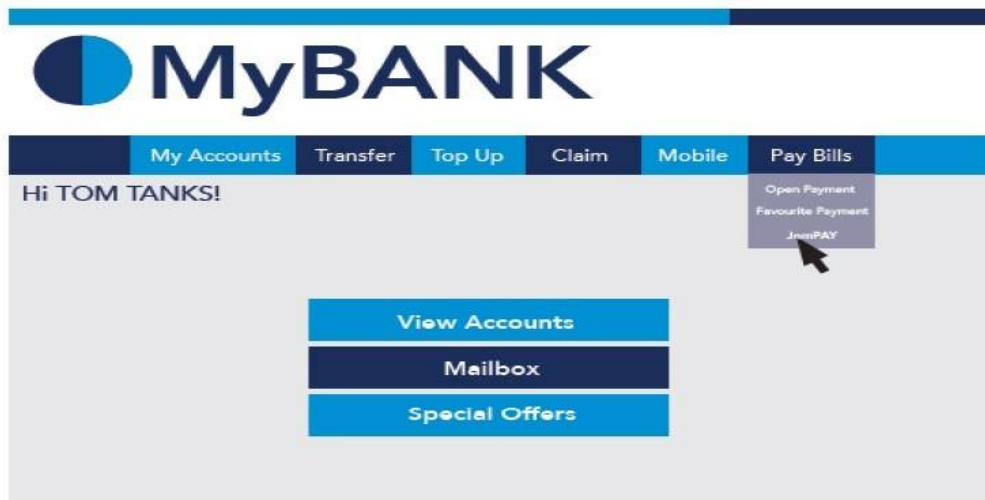 MyBANK
My Accounts Transfer Top Up Claim Mobile Pay Bills
Hi TOM TANKS!
Open Payment
Favourite Payment
JomPAY
View Accounts
Mailbox
Special Offers